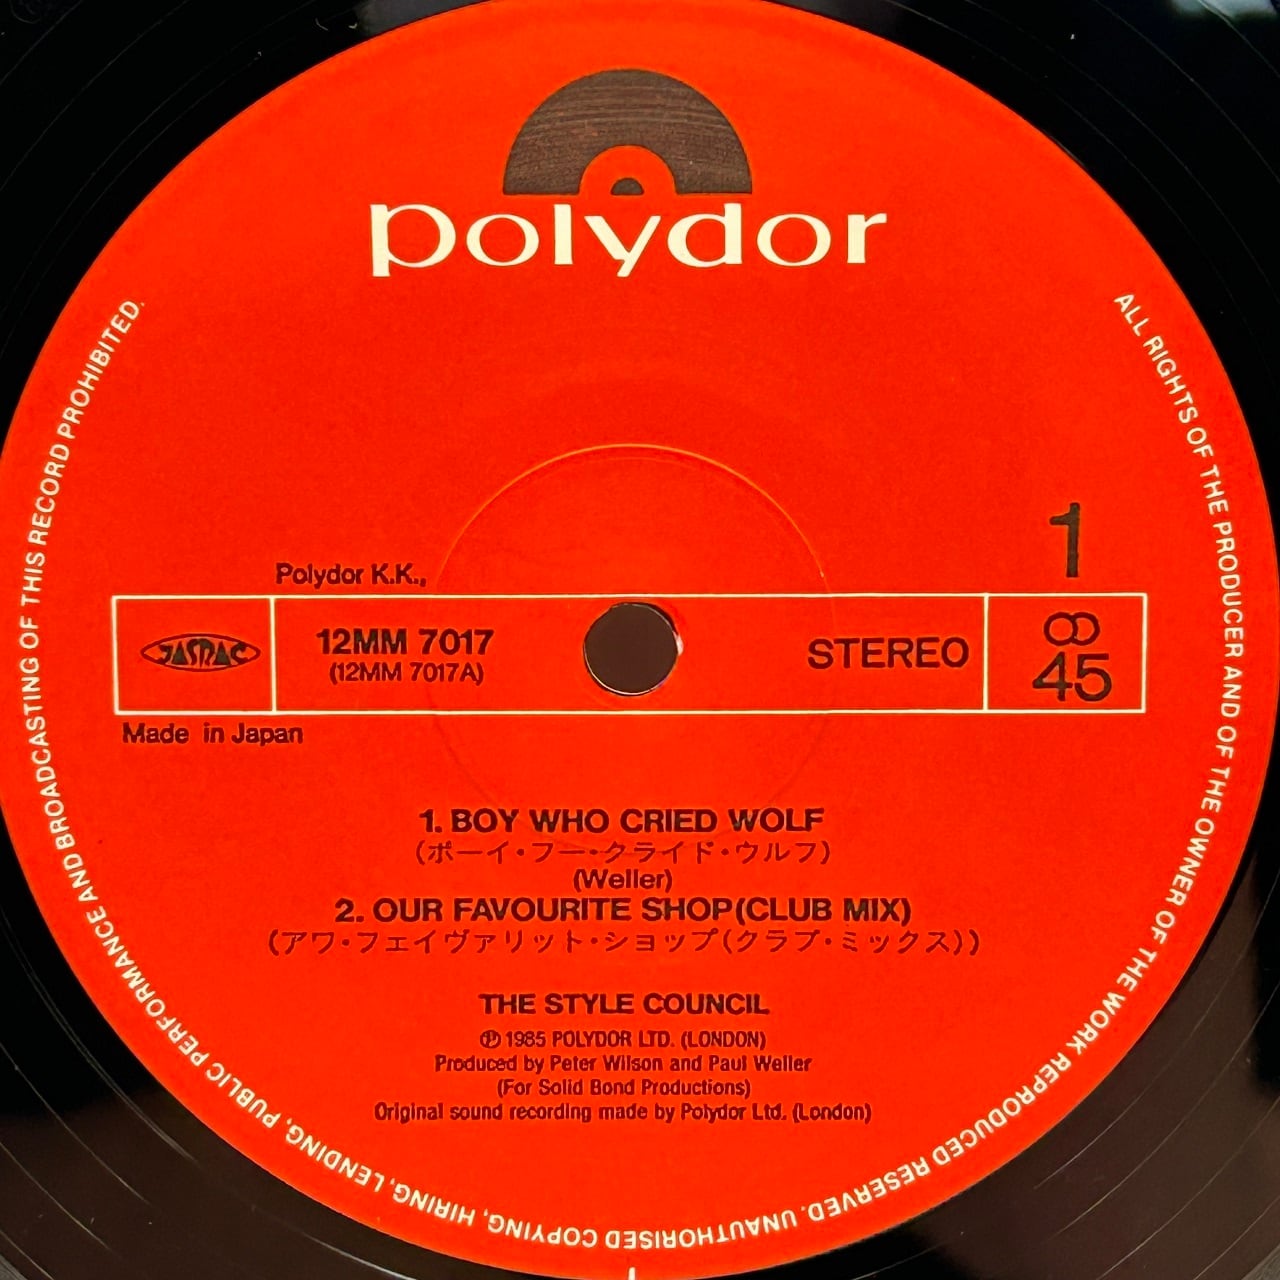 polydor
ALL RIGHTS OF THE PRODUCER AND OF THE OWNER OF THE WORK REPRODUCED RESERVED. UNAUTHORISED COPYING, HIRING, LENDING, PUBLIC PERFORMANCE AND BROADCASTING OF THIS RECORD PROHIBITED.
1
Polydor K.K.,
JASRAC
12MM 7017
(12MM 7017A)
STEREO
45
Made in Japan
1. BOY WHO CRIED WOLF
(ボーイ・フー・クライド・ウルフ)
(Weller)
2. OUR FAVOURITE SHOP(CLUB MIX)
(アワ・フェイヴァリット・ショップ(クラブ・ミックス))
THE STYLE COUNCIL
℗ 1985 POLYDOR LTD. (LONDON)
Produced by Peter Wilson and Paul Weller
(For Solid Bond Productions)
Original sound recording made by Polydor Ltd. (London)